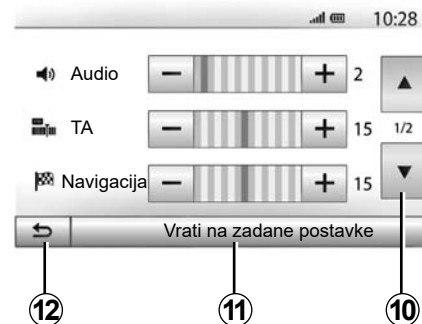 10:28
Audio − + 2
TA − + 15 1/2
Navigacija − + 15
Vrati na zadane postavke
12 11 10